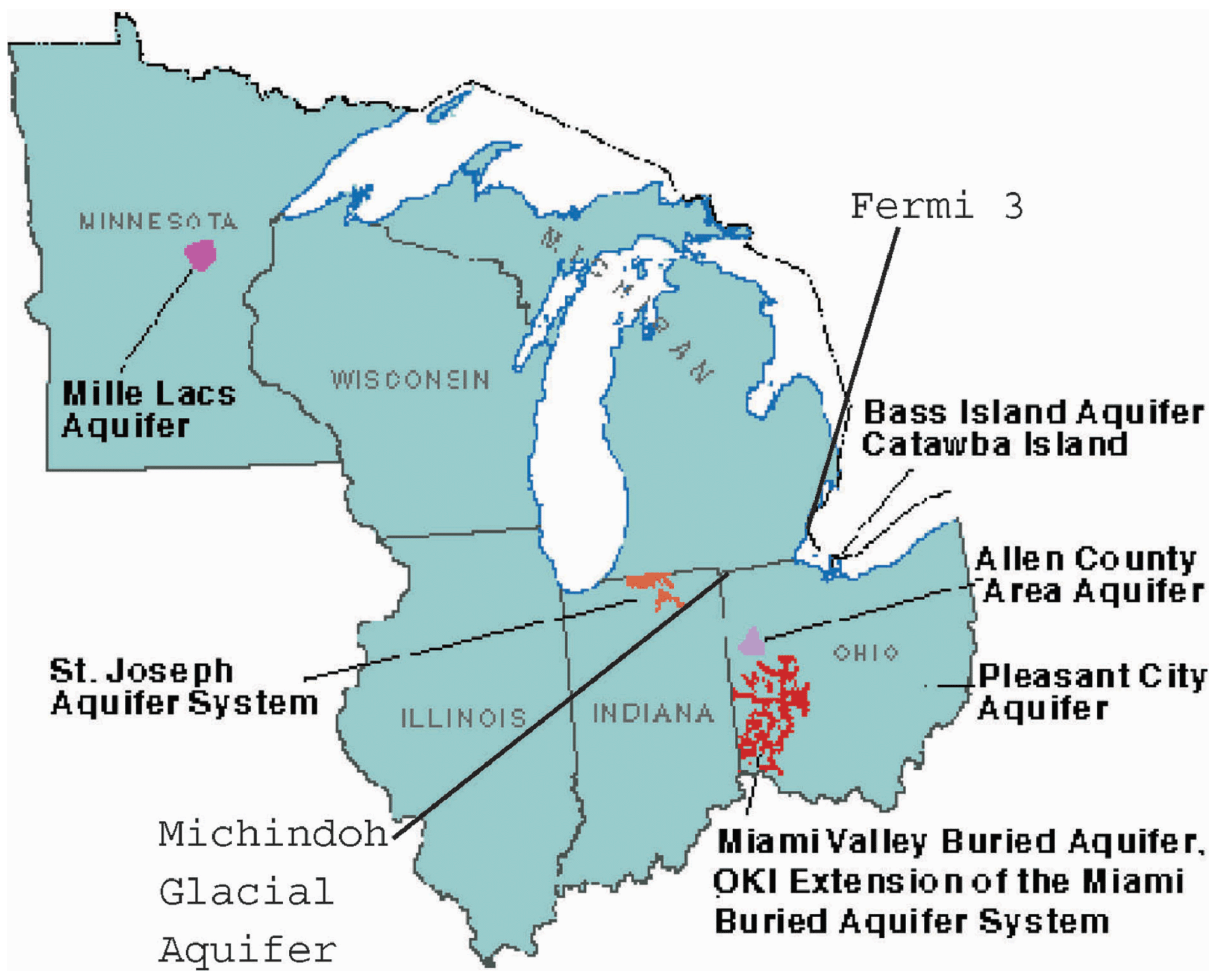 Fermi 3
MINNESOTA
MICHIGAN
WISCONSIN
Mille Lacs
Aquifer
Bass Island Aquifer
Catawba Island
Allen County
Area Aquifer
OHIO
St. Joseph
Aquifer System
Pleasant City
Aquifer
ILLINOIS
INDIANA
Michindoh
Glacial
Aquifer
Miami Valley Buried Aquifer,
OKI Extension of the Miami
Buried Aquifer System